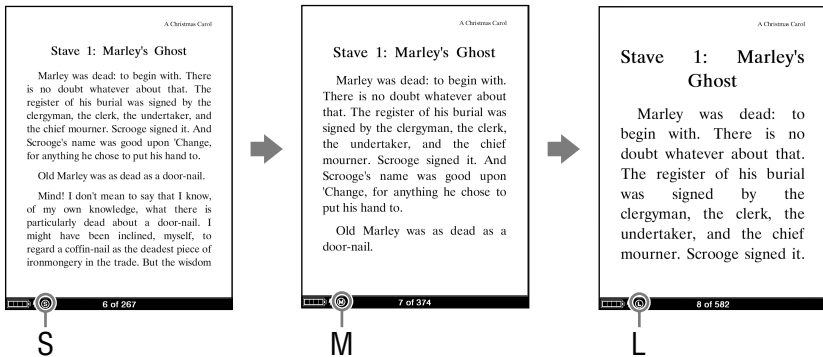 A Christmas Carol
Stave 1: Marley's Ghost
Marley was dead: to begin with. There
is no doubt whatever about that. The
register of his burial was signed by the
clergyman, the clerk, the undertaker, and
the chief mourner. Scrooge signed it. And
Scrooge's name was good upon 'Change,
for anything he chose to put his hand to.
Old Marley was as dead as a door-nail.
Mind! I don't mean to say that I know,
of my own knowledge, what there is
particularly dead about a door-nail. I
might have been inclined, myself, to
regard a coffin-nail as the deadest piece of
ironmongery in the trade. But the wisdom
S
6 of 267
S
A Christmas Carol
Stave 1: Marley's Ghost
Marley was dead: to begin with.
There is no doubt whatever about
that. The register of his burial was
signed by the clergyman, the clerk,
the undertaker, and the chief
mourner. Scrooge signed it. And
Scrooge's name was good upon
'Change, for anything he chose to
put his hand to.
Old Marley was as dead as a
door-nail.
M
7 of 374
M
A Christmas Carol
Stave 1: Marley's
Ghost
Marley was dead: to
begin with. There is no
doubt whatever about that.
The register of his burial
was signed by the
clergyman, the clerk, the
undertaker, and the chief
mourner. Scrooge signed it.
L
8 of 582
L